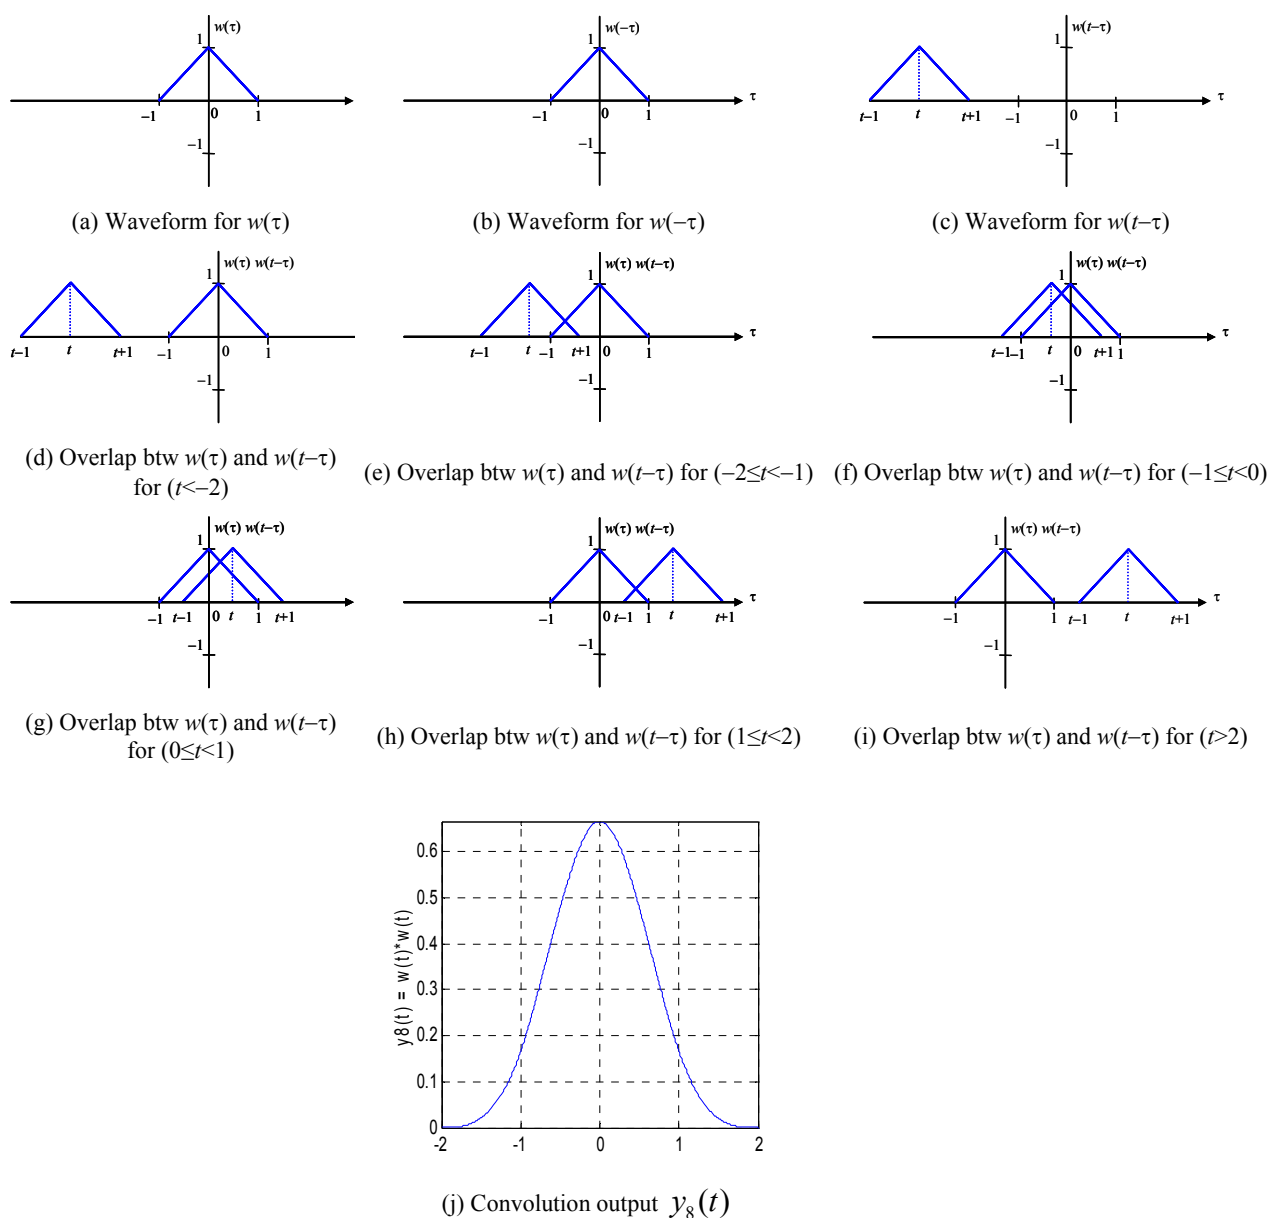 w(τ)
1
−1
0
1
−1
(a) Waveform for w(τ)
w(−τ)
1
τ
−1
0
1
−1
(b) Waveform for w(−τ)
w(t−τ)
1
τ
t−1
t
t+1
−1
0
1
−1
(c) Waveform for w(t−τ)
w(τ) w(t−τ)
1
t−1
t
t+1
−1
0
1
−1
(d) Overlap btw w(τ) and w(t−τ)
for (t<−2)
w(τ) w(t−τ)
1
τ
t−1
t
−1
t+1
0
1
−1
(e) Overlap btw w(τ) and w(t−τ) for (−2≤t<−1)
w(τ) w(t−τ)
1
τ
t−1
−1
t
0
t+1
1
−1
(f) Overlap btw w(τ) and w(t−τ) for (−1≤t<0)
w(τ) w(t−τ)
1
τ
−1
t−1
0
t
1
t+1
−1
(g) Overlap btw w(τ) and w(t−τ)
for (0≤t<1)
w(τ) w(t−τ)
1
τ
−1
0
t−1
1
t
t+1
−1
(h) Overlap btw w(τ) and w(t−τ) for (1≤t<2)
w(τ) w(t−τ)
1
τ
−1
1
t−1
t
t+1
−1
(i) Overlap btw w(τ) and w(t−τ) for (t>2)
y8(t) = w(t)*w(t)
0.6
0.5
0.4
0.3
0.2
0.1
0
-2
-1
0
1
2
(j) Convolution output y₈(t)